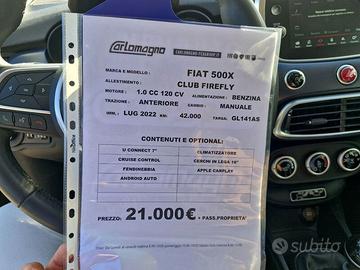 Carlomagno
CARLOMAGNO-TEKNOTRUP.IT
MARCA E MODELLO: FIAT 500X
ALLESTIMENTO: CLUB FIREFLY
MOTORE: 1.0 CC 120 CV ALIMENTAZIONE: BENZINA
TRAZIONE: ANTERIORE CAMBIO: MANUALE
IMM.: LUG 2022 KM: 42.000 TARGA: GL141AS
CONTENUTI E OPTIONAL:
U CONNECT 7" CLIMATIZZATORE
CRUISE CONTROL CERCHI IN LEGA 16"
FENDINEBBIA APPLE CARPLAY
ANDROID AUTO
PREZZO: 21.000€ + PASS.PROPRIETA'
subito